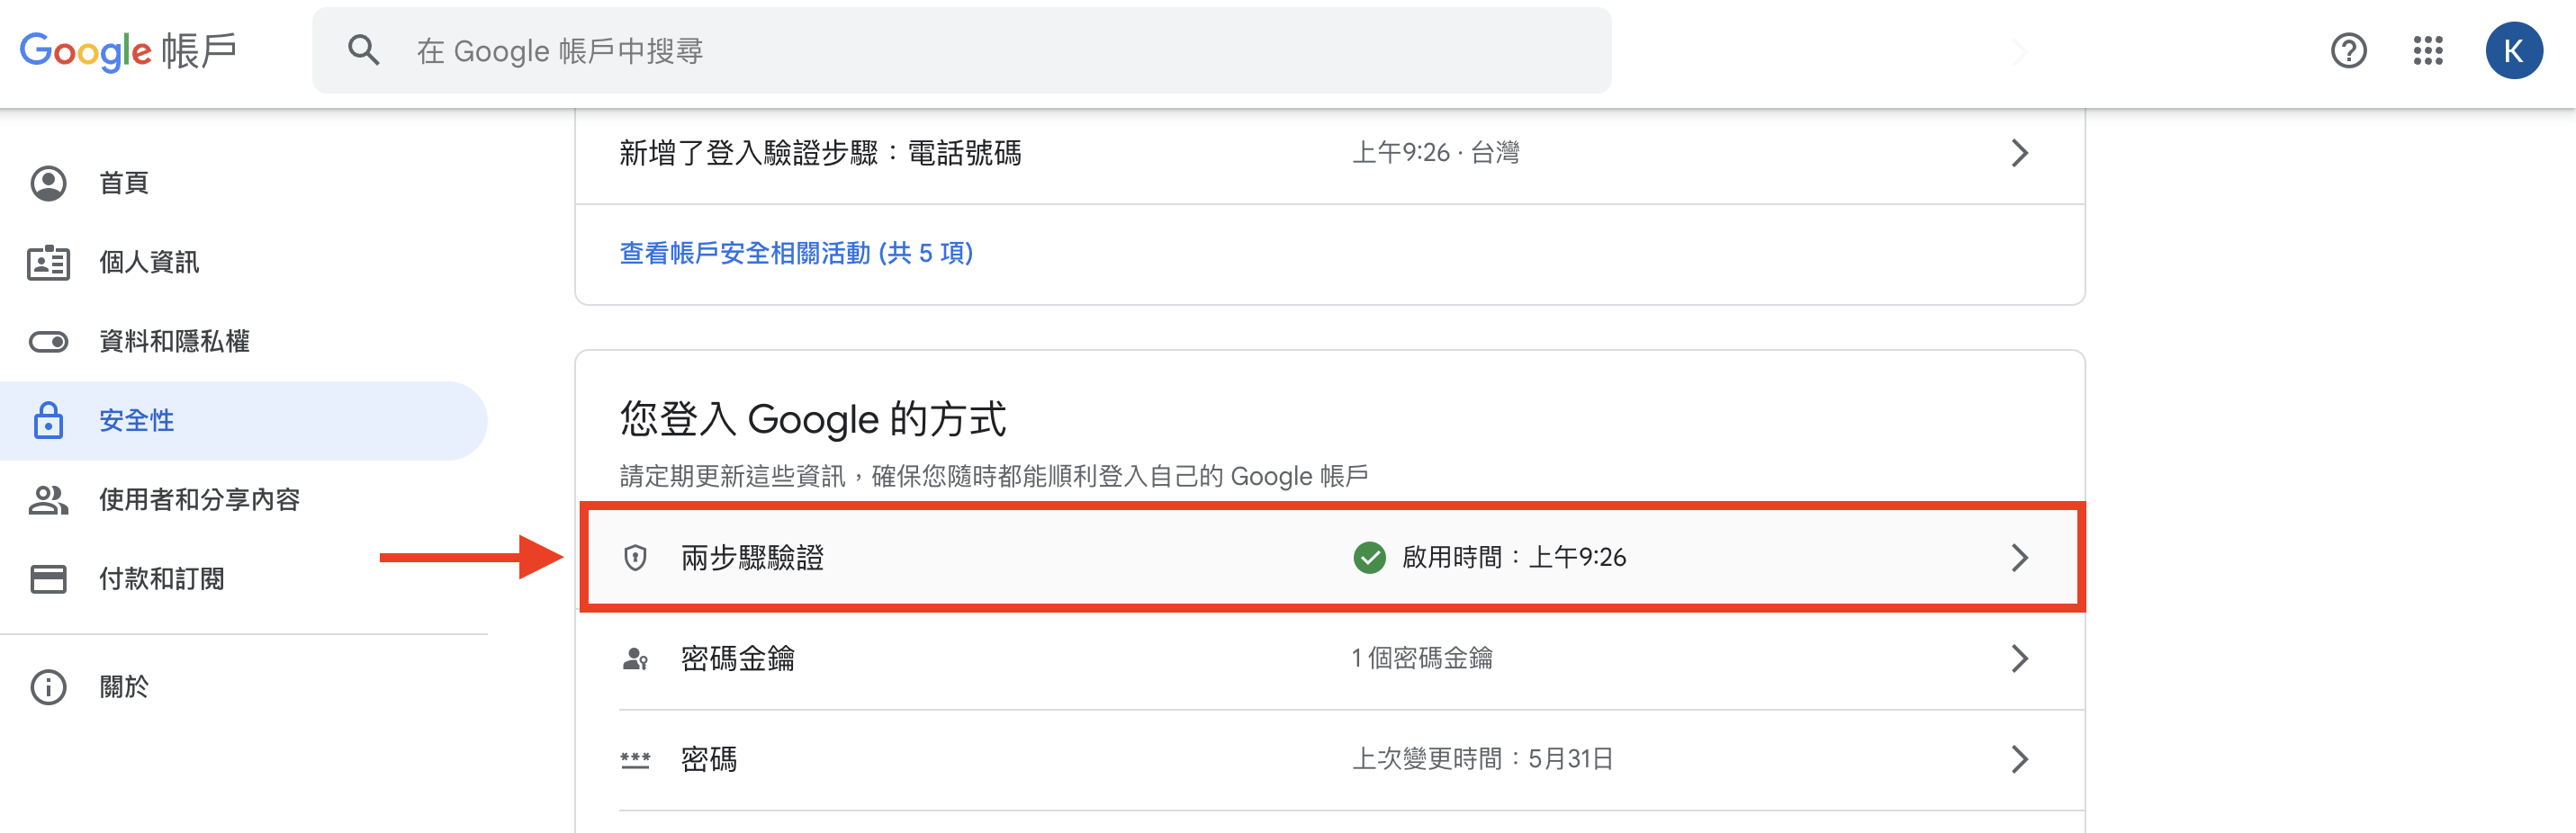 Google 帳戶
在 Google 帳戶中搜尋
K
首頁
個人資訊
資料和隱私權
安全性
使用者和分享內容
付款和訂閱
關於
新增了登入驗證步驟：電話號碼 上午9:26 · 台灣
查看帳戶安全相關活動 (共 5 項)
您登入 Google 的方式
請定期更新這些資訊，確保您隨時都能順利登入自己的 Google 帳戶
兩步驟驗證 啟用時間：上午9:26
密碼金鑰 1 個密碼金鑰
密碼 上次變更時間：5月31日